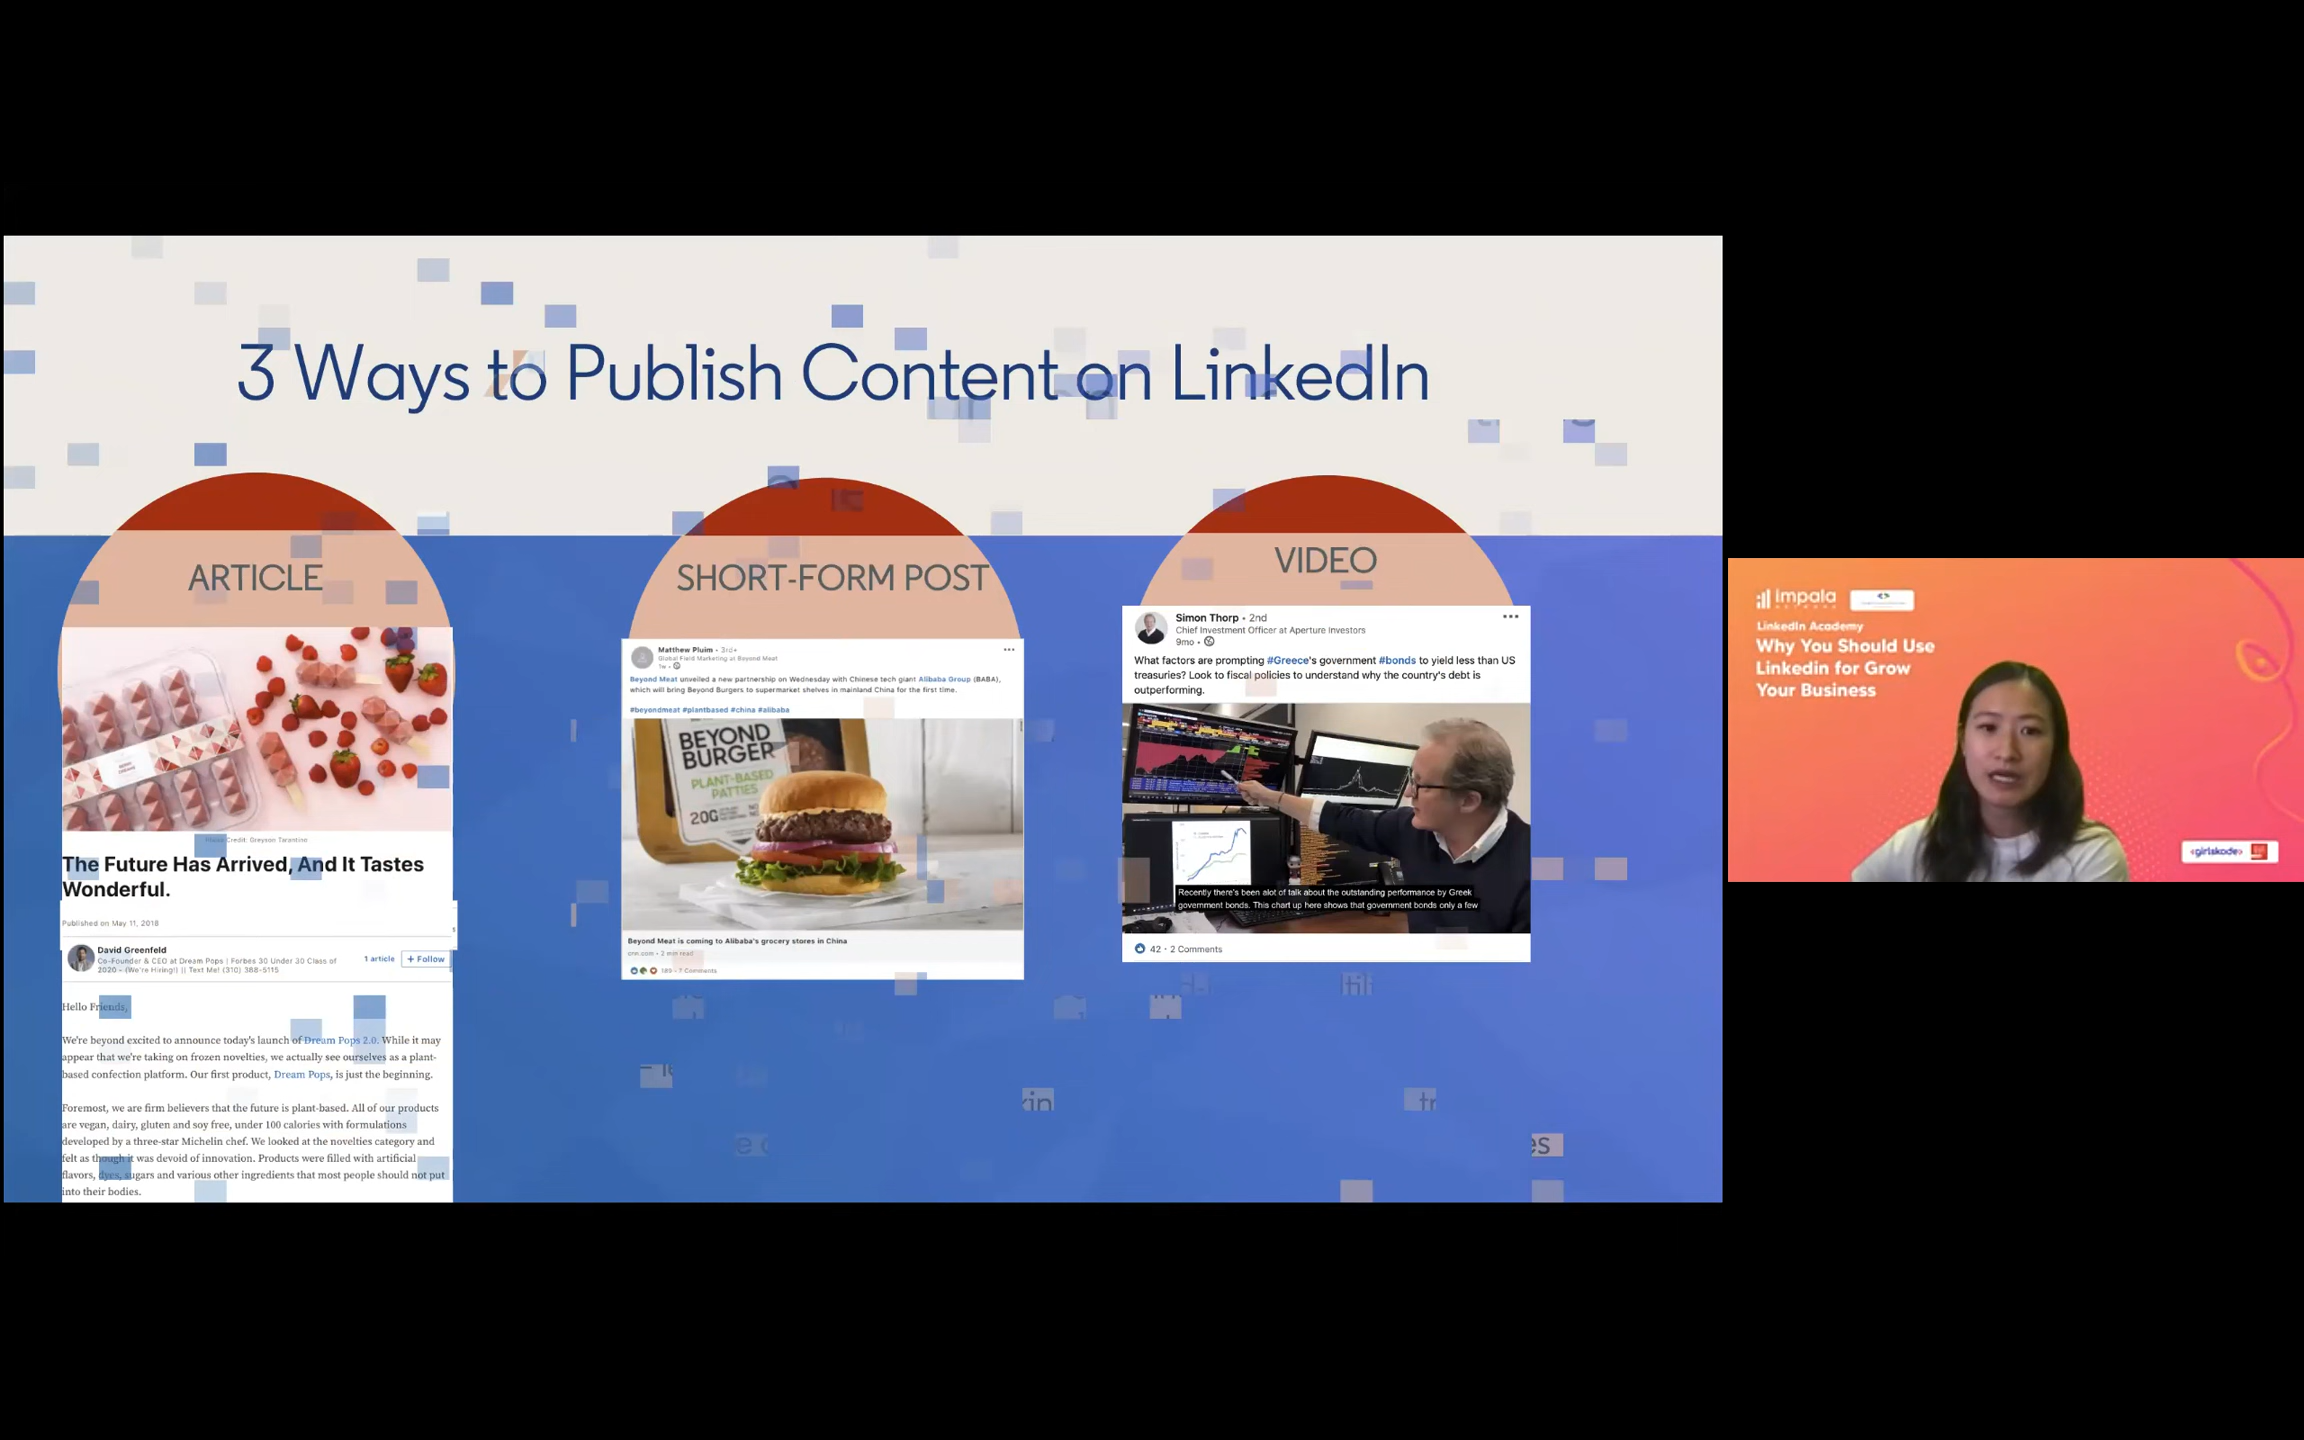 3 Ways to Publish Content on LinkedIn
ARTICLE
Credit: Greyson Tarantino
The Future Has Arrived, And It Tastes
Wonderful.
Published on May 11, 2018
David Greenfeld
Co-Founder & CEO at Dream Pops | Forbes 30 Under 30 Class of
2020 - (We're Hiring!) || Text Me! (310) 388-5115
1 article
+ Follow
Hello Friends,
We're beyond excited to announce today's launch of Dream Pops 2.0. While it may
appear that we're taking on frozen novelties, we actually see ourselves as a plant-
based confection platform. Our first product, Dream Pops, is just the beginning.
Foremost, we are firm believers that the future is plant-based. All of our products
are vegan, dairy, gluten and soy free, under 100 calories with formulations
developed by a three-star Michelin chef. We looked at the novelties category and
felt as though it was devoid of innovation. Products were filled with artificial
flavors, dyes, sugars and various other ingredients that most people should not put
into their bodies.
SHORT-FORM POST
Matthew Pluim • 3rd+
Global Field Marketing at Beyond Meat
1w •
Beyond Meat unveiled a new partnership on Wednesday with Chinese tech giant Alibaba Group (BABA),
which will bring Beyond Burgers to supermarket shelves in mainland China for the first time.
#beyondmeat #plantbased #china #alibaba
BEYOND
BURGER
PLANT-BASED
PATTIES
20G
Beyond Meat is coming to Alibaba's grocery stores in China
cnn.com • 2 min read
189 • 7 Comments
VIDEO
Simon Thorp • 2nd
Chief Investment Officer at Aperture Investors
9mo •
What factors are prompting #Greece's government #bonds to yield less than US
treasuries? Look to fiscal policies to understand why the country's debt is
outperforming.
Recently there's been alot of talk about the outstanding performance by Greek
government bonds. This chart up here shows that government bonds only a few
42 • 2 Comments
impala
NETWORK
LinkedIn Academy
Why You Should Use
Linkedin for Grow
Your Business
<girlskode>